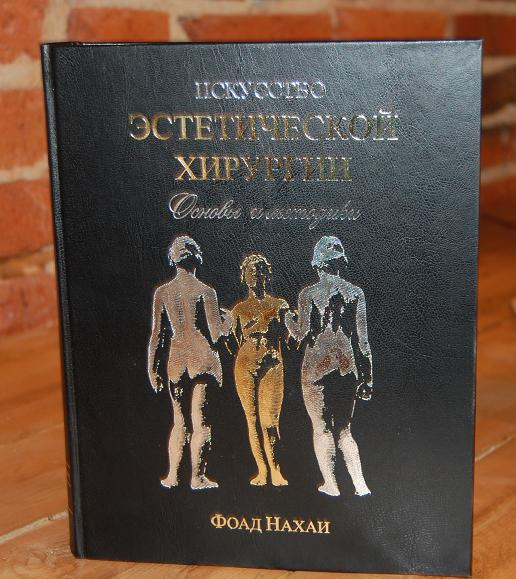 ИСКУССТВО
ЭСТЕТИЧЕСКОЙ
ХИРУРГИИ
Основы и методики
ФОАД НАХАИ